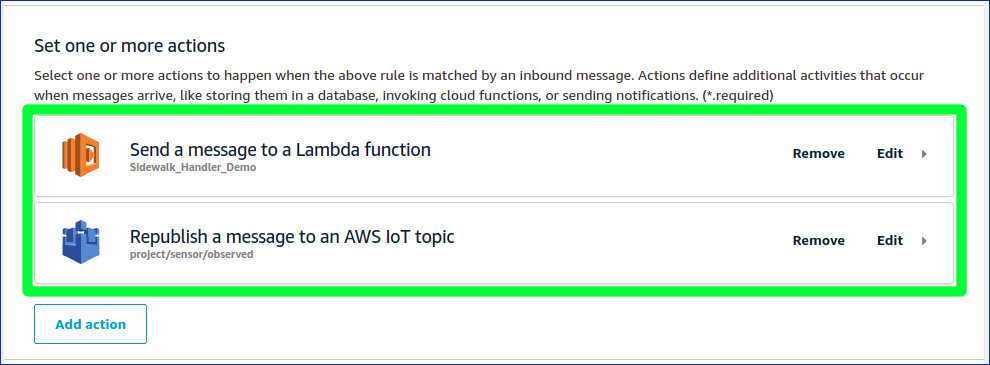 Set one or more actions
Select one or more actions to happen when the above rule is matched by an inbound message. Actions define additional activities that occur
when messages arrive, like storing them in a database, invoking cloud functions, or sending notifications. (*.required)
Send a message to a Lambda function
Sidewalk_Handler_Demo
Remove Edit
Republish a message to an AWS IoT topic
project/sensor/observed
Remove Edit
Add action